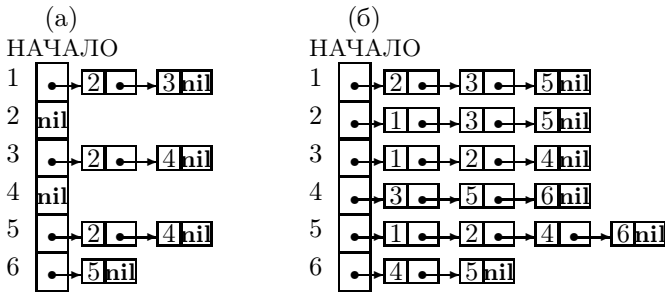 (а) (б)
НАЧАЛО НАЧАЛО
1 2 3 nil 1 2 3 5 nil
2 nil 2 1 3 5 nil
3 2 4 nil 3 1 2 4 nil
4 nil 4 3 5 6 nil
5 2 4 nil 5 1 2 4 6 nil
6 5 nil 6 4 5 nil